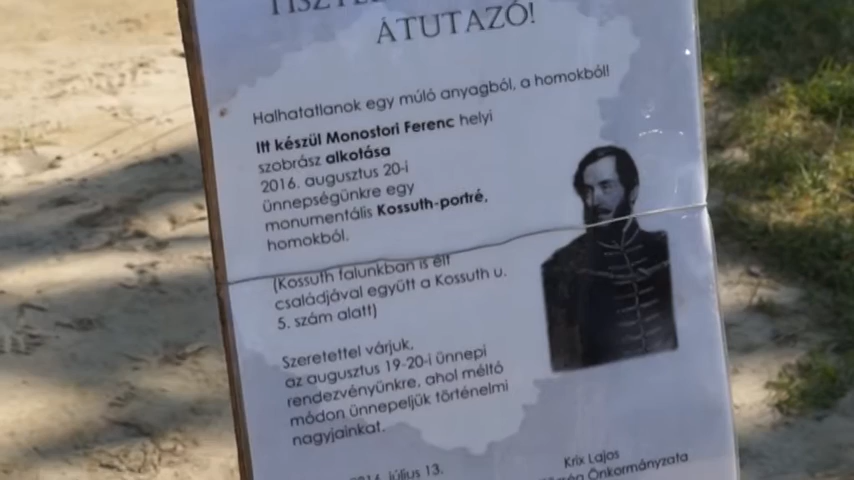 ÁTUTAZÓ!
Halhatatlanok egy múló anyagból, a homokból!
Itt készül Monostori Ferenc helyi
szobrász alkotása
2016. augusztus 20-i
ünnepségünkre egy
monumentális Kossuth-portré,
homokból.
(Kossuth falunkban is élt
családjával együtt a Kossuth u.
5. szám alatt)
Szeretettel várjuk,
az augusztus 19-20-i ünnepi
rendezvényünkre, ahol méltó
módon ünnepeljük történelmi
nagyjainkat.
július 13.
Krix Lajos
Önkormányzata